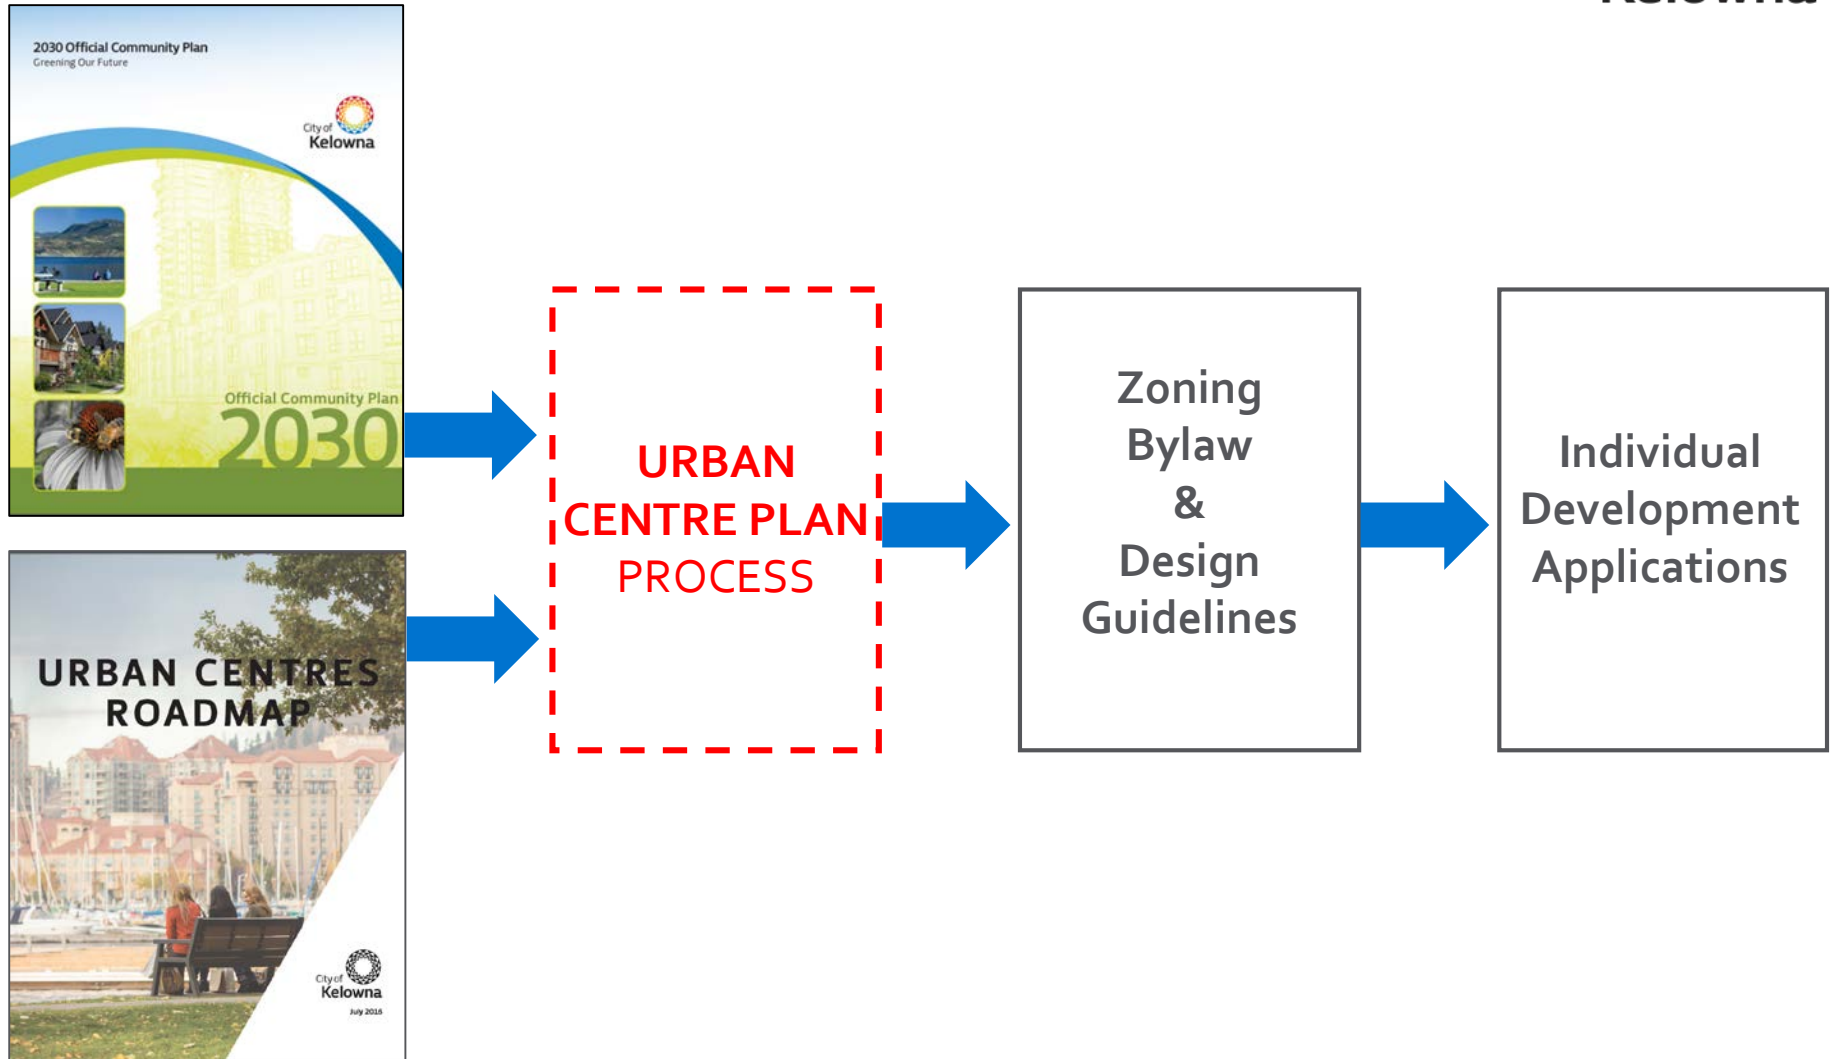 Kelowna
2030 Official Community Plan
Greening Our Future
City of
Kelowna
Official Community Plan
2030
URBAN CENTRES
ROADMAP
City of
Kelowna
July 2016
URBAN
CENTRE PLAN
PROCESS
Zoning
Bylaw
&
Design
Guidelines
Individual
Development
Applications